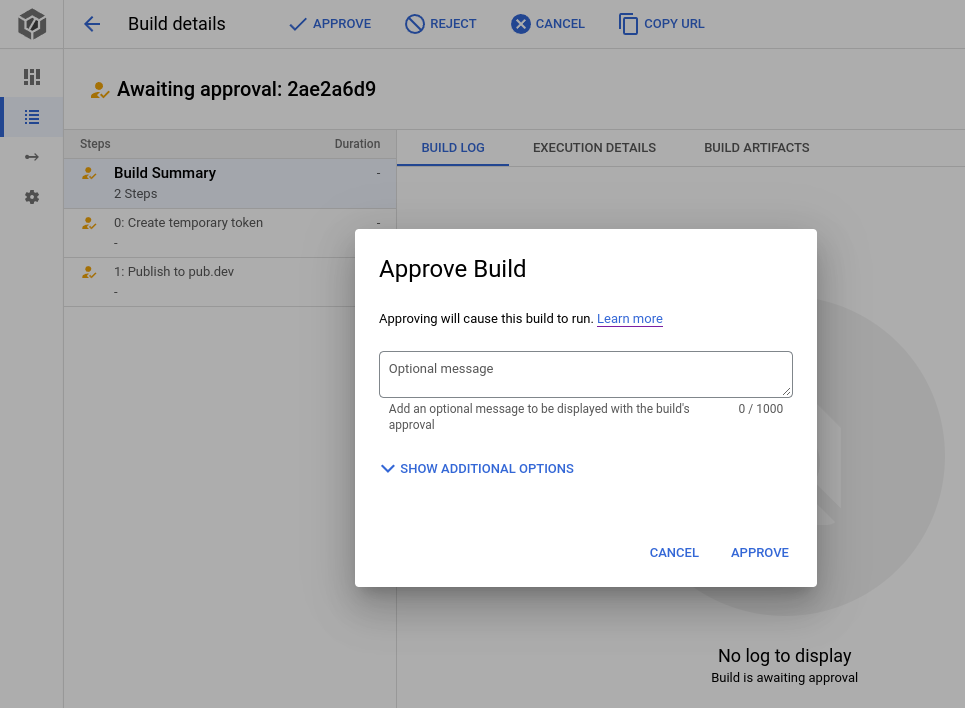 Build details
APPROVE
REJECT
CANCEL
COPY URL
Awaiting approval: 2ae2a6d9
Steps
Duration
BUILD LOG
EXECUTION DETAILS
BUILD ARTIFACTS
Build Summary
-
2 Steps
0: Create temporary token
-
-
1: Publish to pub.dev
-
Approve Build
Approving will cause this build to run. Learn more
Optional message
Add an optional message to be displayed with the build's
approval
0 / 1000
SHOW ADDITIONAL OPTIONS
CANCEL
APPROVE
No log to display
Build is awaiting approval